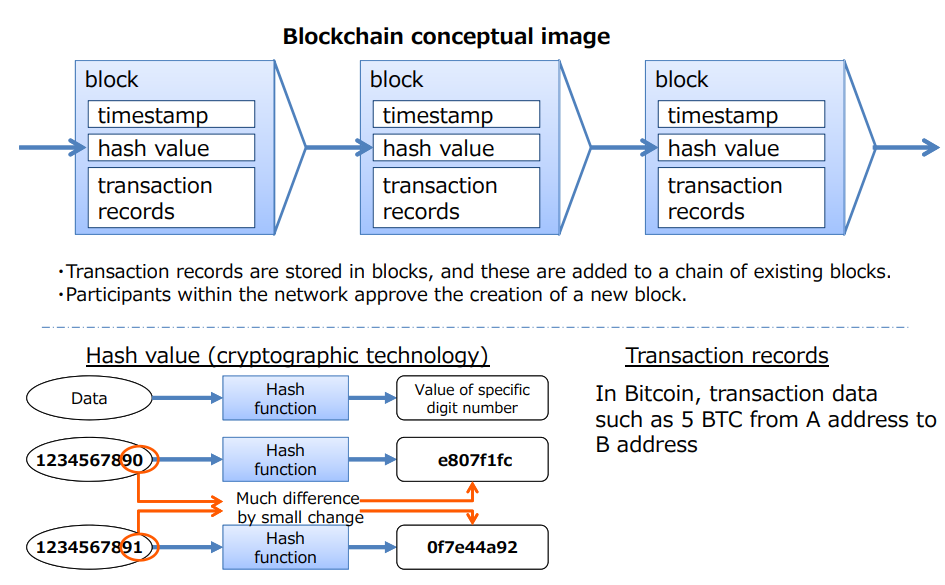 Blockchain conceptual image
block
timestamp
hash value
transaction
records
block
timestamp
hash value
transaction
records
block
timestamp
hash value
transaction
records
・Transaction records are stored in blocks, and these are added to a chain of existing blocks.
・Participants within the network approve the creation of a new block.
Hash value (cryptographic technology)
Data
Hash
function
Value of specific
digit number
1234567890
Hash
function
e807f1fc
Much difference
by small change
1234567891
Hash
function
0f7e44a92
Transaction records
In Bitcoin, transaction data
such as 5 BTC from A address to
B address